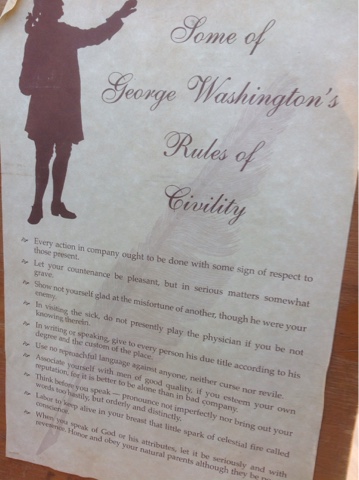 Some of
George Washington's
Rules of
Civility
Every action in company ought to be done with some sign of respect to
those present.
Let your countenance be pleasant, but in serious matters somewhat
grave.
Show not yourself glad at the misfortune of another, though he were your
enemy.
In visiting the sick, do not presently play the physician if you be not
knowing therein.
In writing or speaking, give to every person his due title according to his
degree and the custom of the place.
Use no reproachful language against anyone, neither curse nor revile.
Associate yourself with men of good quality, if you esteem your own
reputation, for it is better to be alone than in bad company.
Think before you speak — pronounce not imperfectly nor bring out your
words too hastily, but orderly and distinctly.
Labor to keep alive in your breast that little spark of celestial fire called
conscience.
When you speak of God or his attributes, let it be seriously and with
reverence. Honor and obey your natural parents although they be